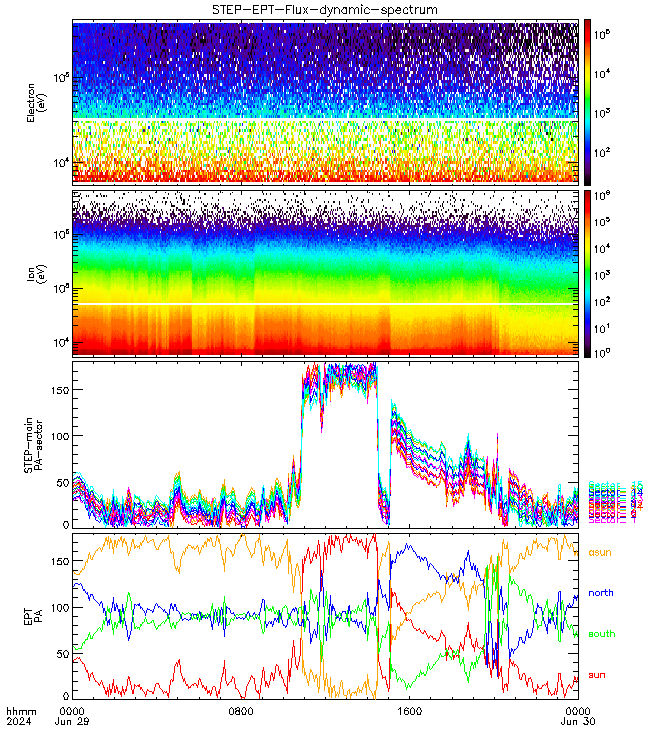 STEP-EPT-Flux-dynamic-spectrum
Electron
(eV)
10^5
10^4
10^6
10^4
10^3
10^2
Ion
(eV)
10^6
10^5
10^4
10^6
10^5
10^4
10^3
10^2
10^1
10^0
STEP-main
PA-sector
150
100
50
0
EPT
PA
150
100
50
0
asun
north
south
sun
hhmm
2024
0000
0800
1600
0000
Jun 29
Jun 30